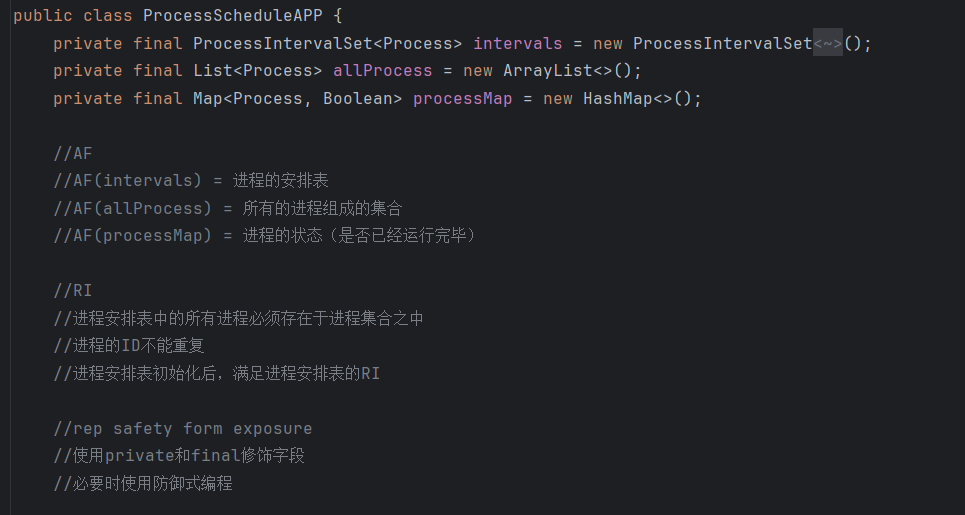 public class ProcessScheduleAPP {
private final ProcessIntervalSet<Process> intervals = new ProcessIntervalSet<~>();
private final List<Process> allProcess = new ArrayList<>();
private final Map<Process, Boolean> processMap = new HashMap<>();
//AF
//AF(intervals) = 进程的安排表
//AF(allProcess) = 所有的进程组成的集合
//AF(processMap) = 进程的状态（是否已经运行完毕）
//RI
//进程安排表中的所有进程必须存在于进程集合之中
//进程的ID不能重复
//进程安排表初始化后，满足进程安排表的RI
//rep safety form exposure
//使用private和final修饰字段
//必要时使用防御式编程